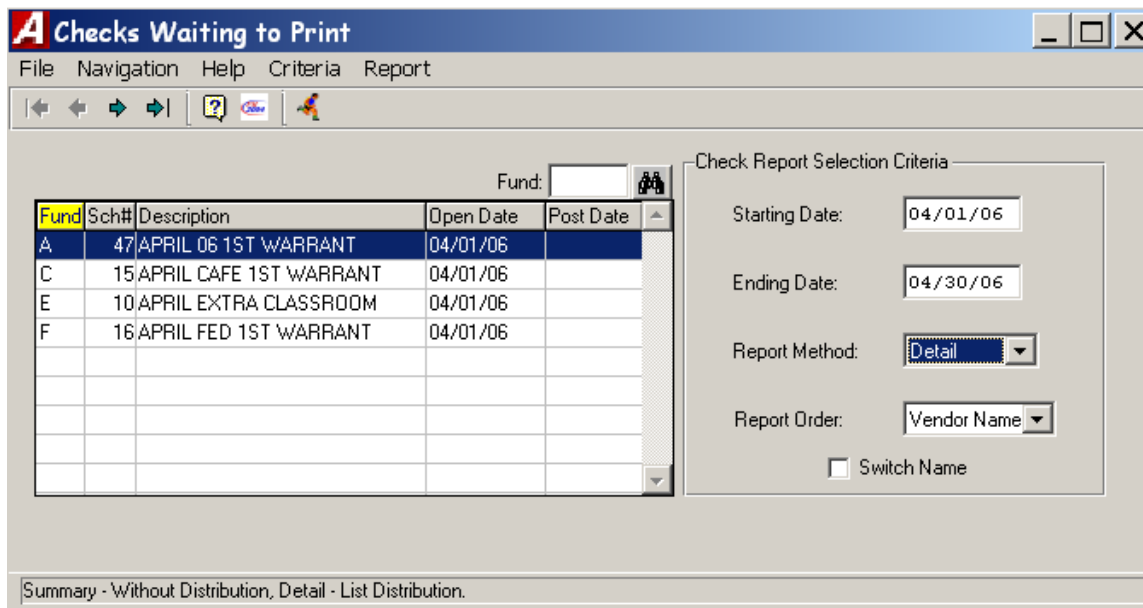 A Checks Waiting to Print
File Navigation Help Criteria Report
Fund:
Fund Sch# Description Open Date Post Date
A 47 APRIL 06 1ST WARRANT 04/01/06
C 15 APRIL CAFE 1ST WARRANT 04/01/06
E 10 APRIL EXTRA CLASSROOM 04/01/06
F 16 APRIL FED 1ST WARRANT 04/01/06
Check Report Selection Criteria
Starting Date: 04/01/06
Ending Date: 04/30/06
Report Method: Detail
Report Order: Vendor Name
Switch Name
Summary - Without Distribution, Detail - List Distribution.